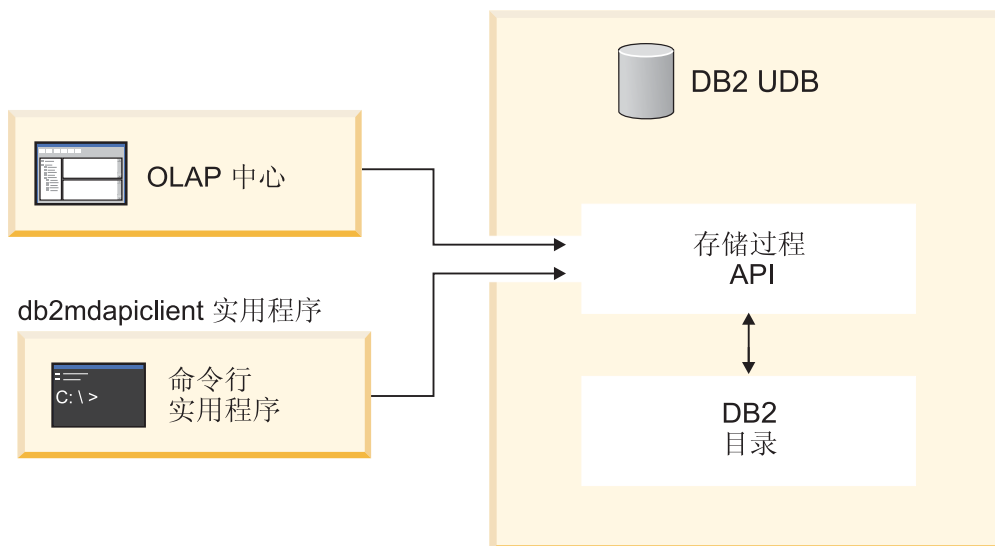 DB2 UDB
OLAP 中心
存储过程
API
db2mdapiclient 实用程序
C: \ >
命令行
实用程序
DB2
目录